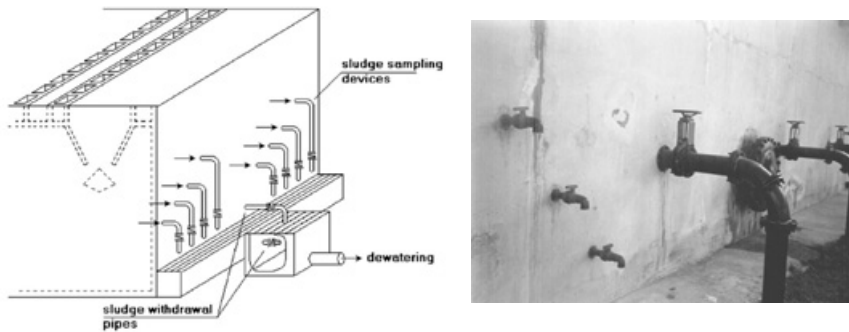 sludge sampling
devices
dewatering
sludge withdrawal
pipes